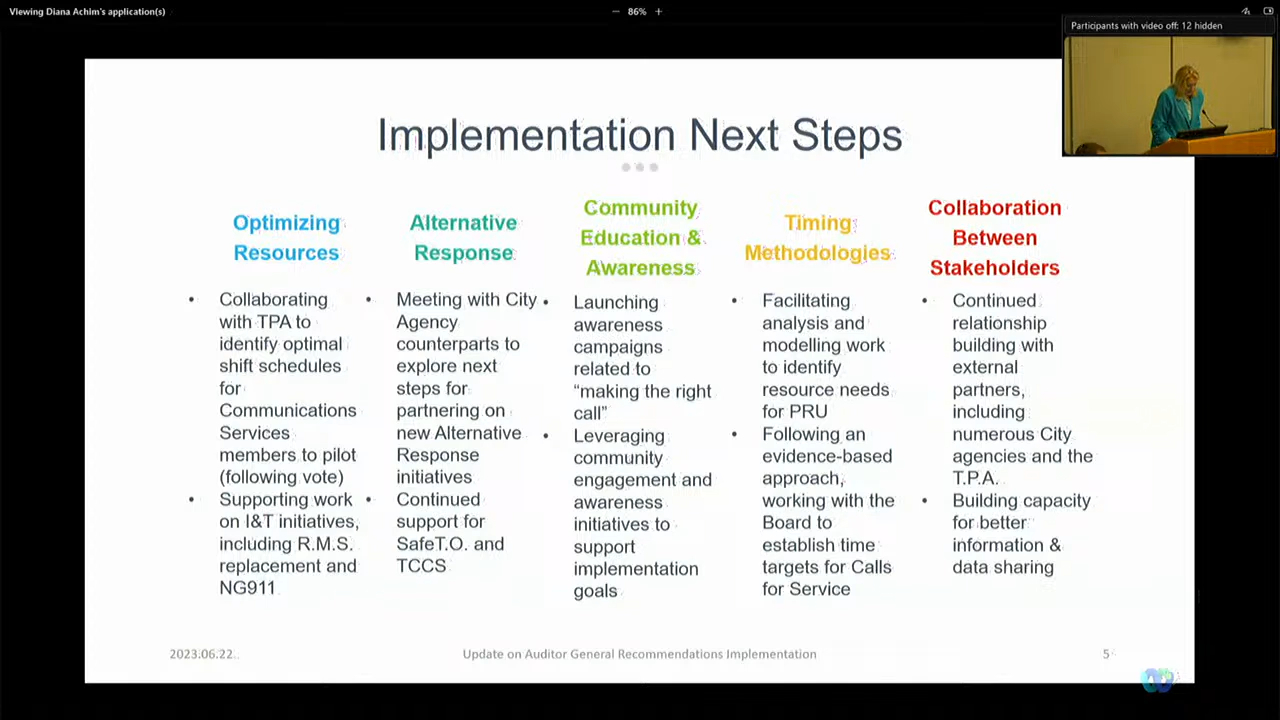 Viewing Diana Achim's application(s)
− 86% +
Participants with video off: 12 hidden
Implementation Next Steps
Optimizing
Resources
• Collaborating
with TPA to
identify optimal
shift schedules
for
Communications
Services
members to pilot
(following vote)
• Supporting work
on I&T initiatives,
including R.M.S.
replacement and
NG911
Alternative
Response
• Meeting with City
Agency
counterparts to
explore next
steps for
partnering on
new Alternative
Response
initiatives
• Continued
support for
SafeT.O. and
TCCS
Community
Education &
Awareness
• Launching
awareness
campaigns
related to
“making the right
call”
• Leveraging
community
engagement and
awareness
initiatives to
support
implementation
goals
Timing
Methodologies
• Facilitating
analysis and
modelling work
to identify
resource needs
for PRU
• Following an
evidence-based
approach,
working with the
Board to
establish time
targets for Calls
for Service
Collaboration
Between
Stakeholders
• Continued
relationship
building with
external
partners,
including
numerous City
agencies and the
T.P.A.
• Building capacity
for better
information &
data sharing
2023.06.22
Update on Auditor General Recommendations Implementation
5